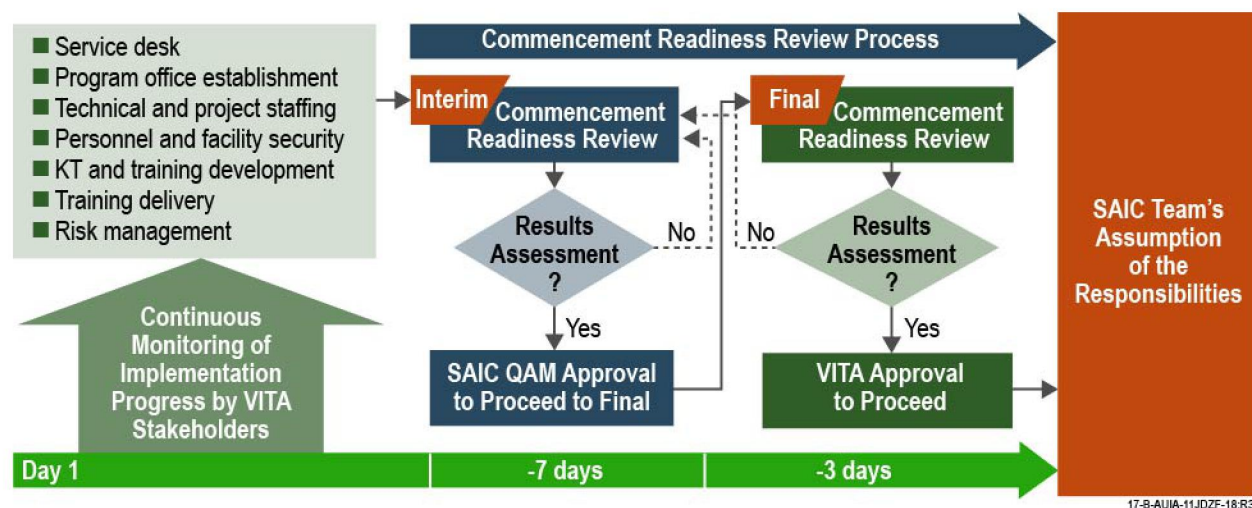 Service desk
Program office establishment
Technical and project staffing
Personnel and facility security
KT and training development
Training delivery
Risk management
Continuous
Monitoring of
Implementation
Progress by VITA
Stakeholders
Commencement Readiness Review Process
Interim
Commencement
Readiness Review
Results
Assessment
?
No
Yes
SAIC QAM Approval
to Proceed to Final
Final
Commencement
Readiness Review
Results
Assessment
?
No
Yes
VITA Approval
to Proceed
SAIC Team's
Assumption
of the
Responsibilities
Day 1
-7 days
-3 days
17-B-AUIA-11JDZF-18:R3